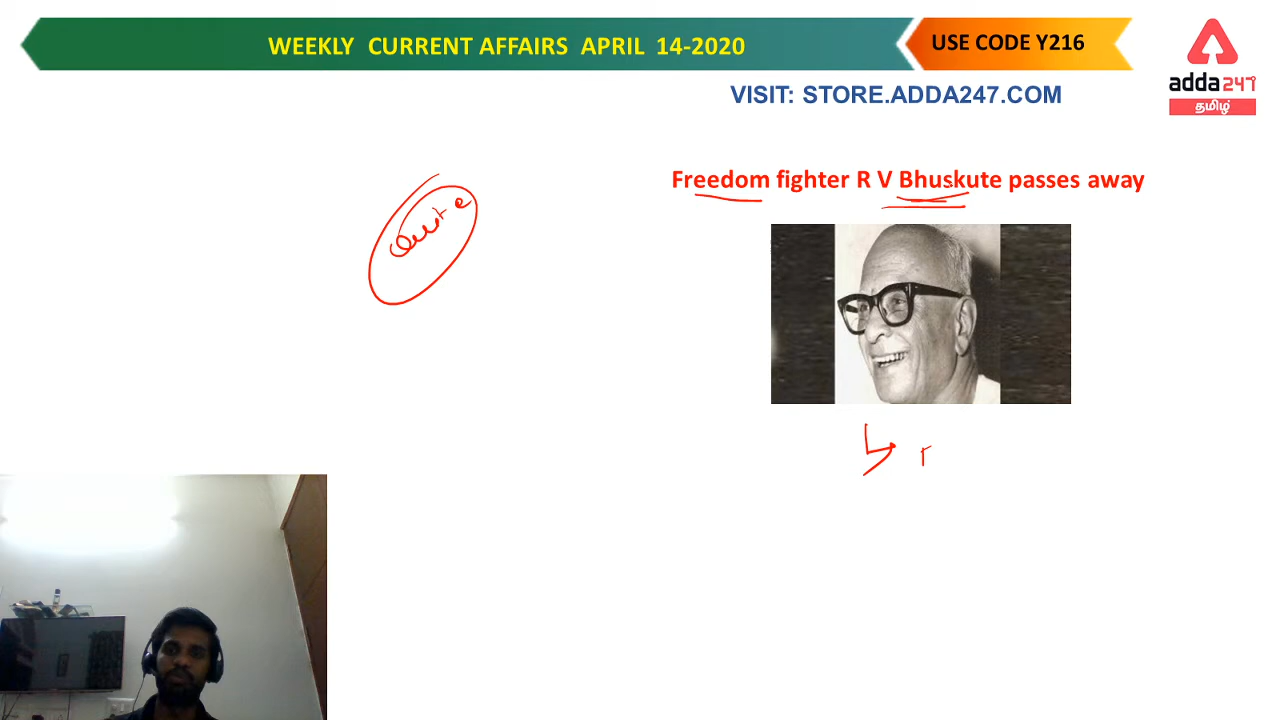 WEEKLY CURRENT AFFAIRS APRIL 14-2020
USE CODE Y216
adda247
தமிழ்
VISIT: STORE.ADDA247.COM
Freedom fighter R V Bhuskute passes away